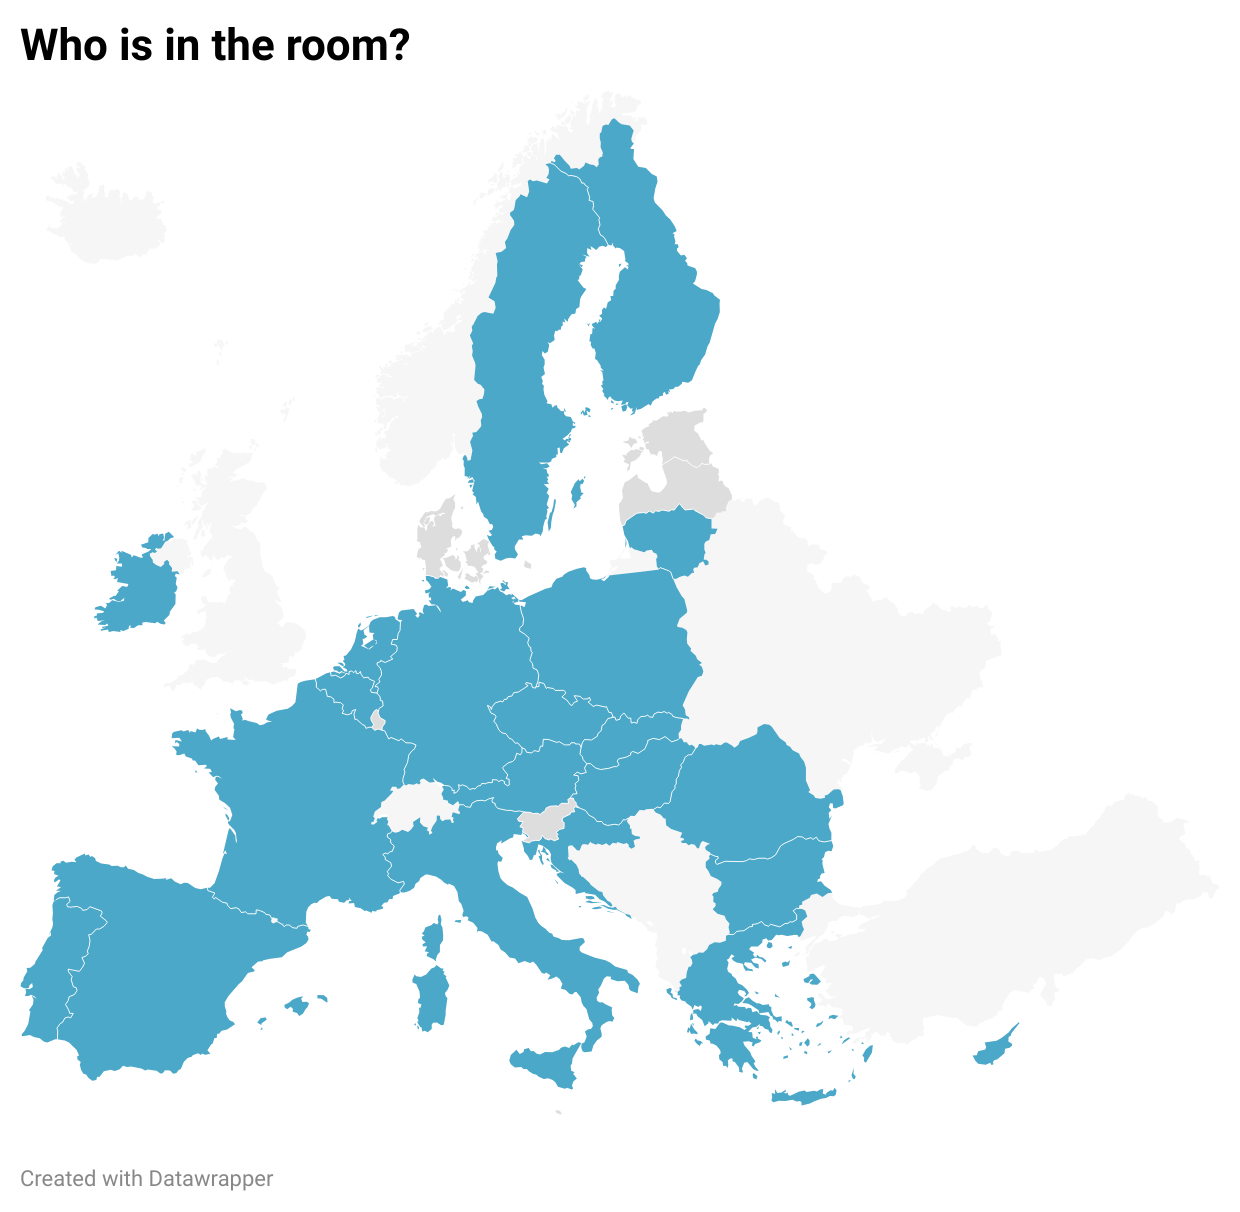 Who is in the room?
Created with Datawrapper